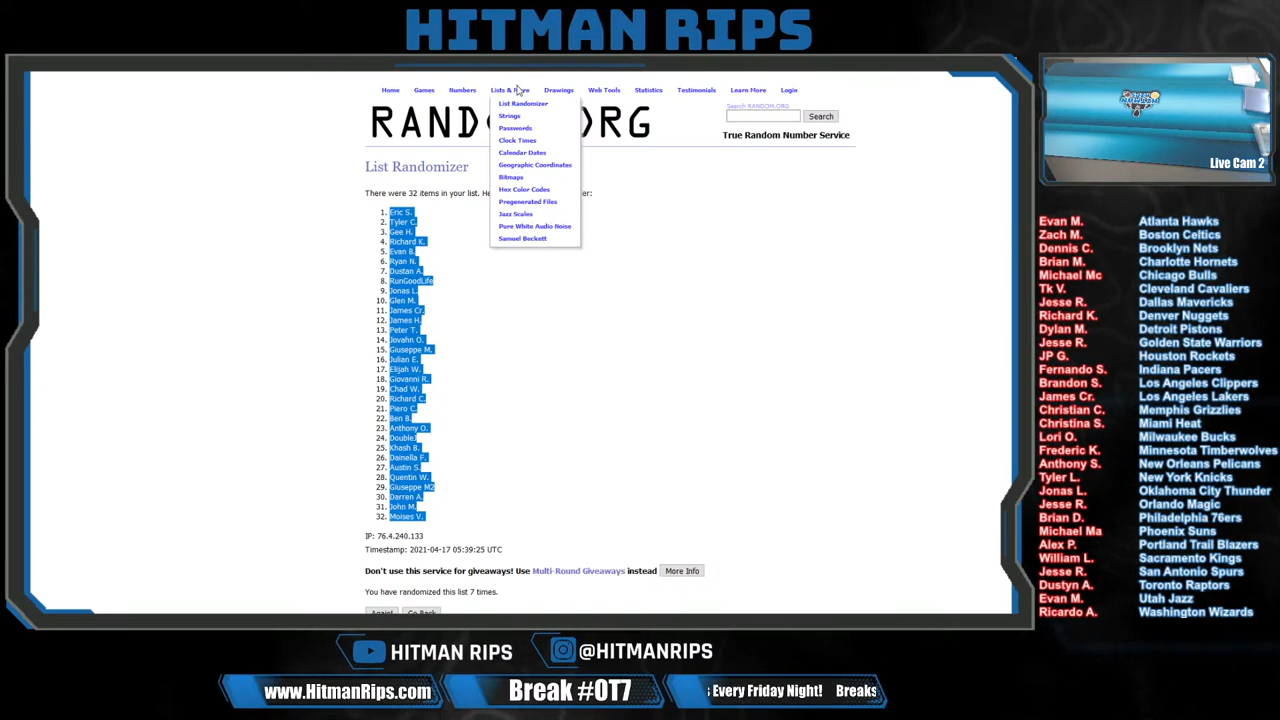 HITMAN RIPS
Home Games Numbers Lists & More Drawings Web Tools Statistics Testimonials Learn More Login
List Randomizer
Strings
Passwords
Clock Times
Calendar Dates
Geographic Coordinates
Bitmaps
Hex Color Codes
Pregenerated Files
Jazz Scales
Pure White Audio Noise
Samuel Beckett
Search RANDOM.ORG
Search
True Random Number Service
List Randomizer
There were 32 items in your list.
1. Eric S.
2. Tyler C.
3. Gee H.
4. Richard K.
5. Evan B.
6. Ryan N.
7. Dustan A.
8. RunGoodLife
9. Jonas L.
10. Glen M.
11. James Cr.
12. James H.
13. Peter T.
14. Jovahn O.
15. Giuseppe M.
16. Julian E.
17. Elijah W.
18. Giovanni R.
19. Chad W.
20. Richard C.
21. Piero C.
22. Ben B.
23. Anthony O.
24. DoubleJ
25. Khash B.
26. Dainella F.
27. Austin S.
28. Quentin W.
29. Giuseppe M2
30. Darren A.
31. John M.
32. Moises V.
IP: 76.4.240.133
Timestamp: 2021-04-17 05:39:25 UTC
Don't use this service for giveaways! Use Multi-Round Giveaways instead More Info
You have randomized this list 7 times.
Again! Go Back
Live Cam 2
Evan M. Atlanta Hawks
Zach M. Boston Celtics
Dennis C. Brooklyn Nets
Brian M. Charlotte Hornets
Michael Mc Chicago Bulls
Tk V. Cleveland Cavaliers
Jesse R. Dallas Mavericks
Richard K. Denver Nuggets
Dylan M. Detroit Pistons
Jesse R. Golden State Warriors
JP G. Houston Rockets
Fernando S. Indiana Pacers
Brandon S. Los Angeles Clippers
James Cr. Los Angeles Lakers
Christian C. Memphis Grizzlies
Christina S. Miami Heat
Lori O. Milwaukee Bucks
Frederic K. Minnesota Timberwolves
Anthony S. New Orleans Pelicans
Tyler L. New York Knicks
Jonas L. Oklahoma City Thunder
Jesse R. Orlando Magic
Brian D. Philadelphia 76ers
Michael Ma Phoenix Suns
Alex P. Portland Trail Blazers
William L. Sacramento Kings
Jesse R. San Antonio Spurs
Dustyn A. Toronto Raptors
Evan M. Utah Jazz
Ricardo A. Washington Wizards
HITMAN RIPS @HITMANRIPS
www.HitmanRips.com Break #OT7 s Every Friday Night! Breaks